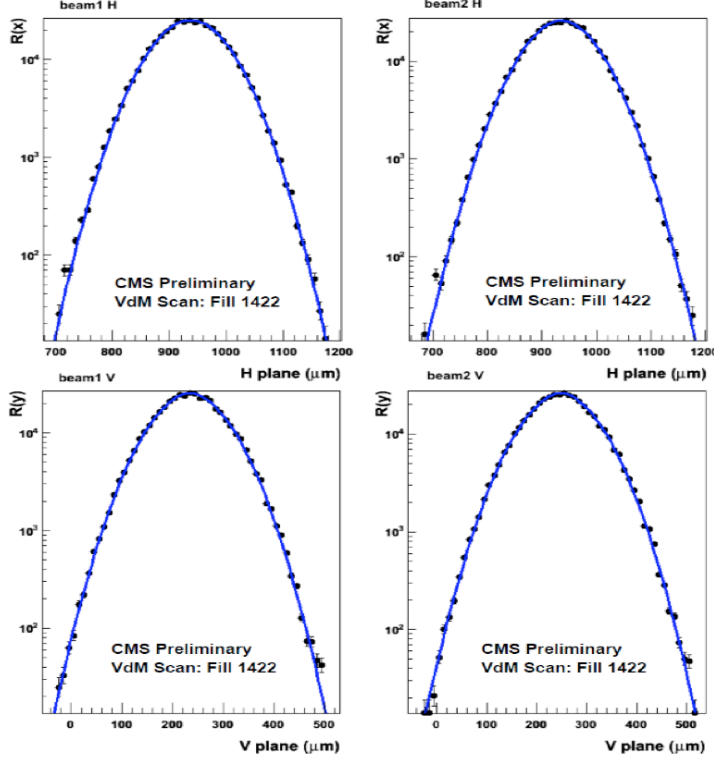 beam1 H
R(x)
10⁴
10³
10²
CMS Preliminary
VdM Scan: Fill 1422
700 800 900 1000 1100 1200
H plane (μm)
beam2 H
R(x)
10⁴
10³
10²
CMS Preliminary
VdM Scan: Fill 1422
700 800 900 1000 1100 1200
H plane (μm)
beam1 V
R(y)
10⁴
10³
10²
CMS Preliminary
VdM Scan: Fill 1422
0 100 200 300 400 500
V plane (μm)
beam2 V
R(y)
10⁴
10³
10²
CMS Preliminary
VdM Scan: Fill 1422
0 100 200 300 400 500
V plane (μm)